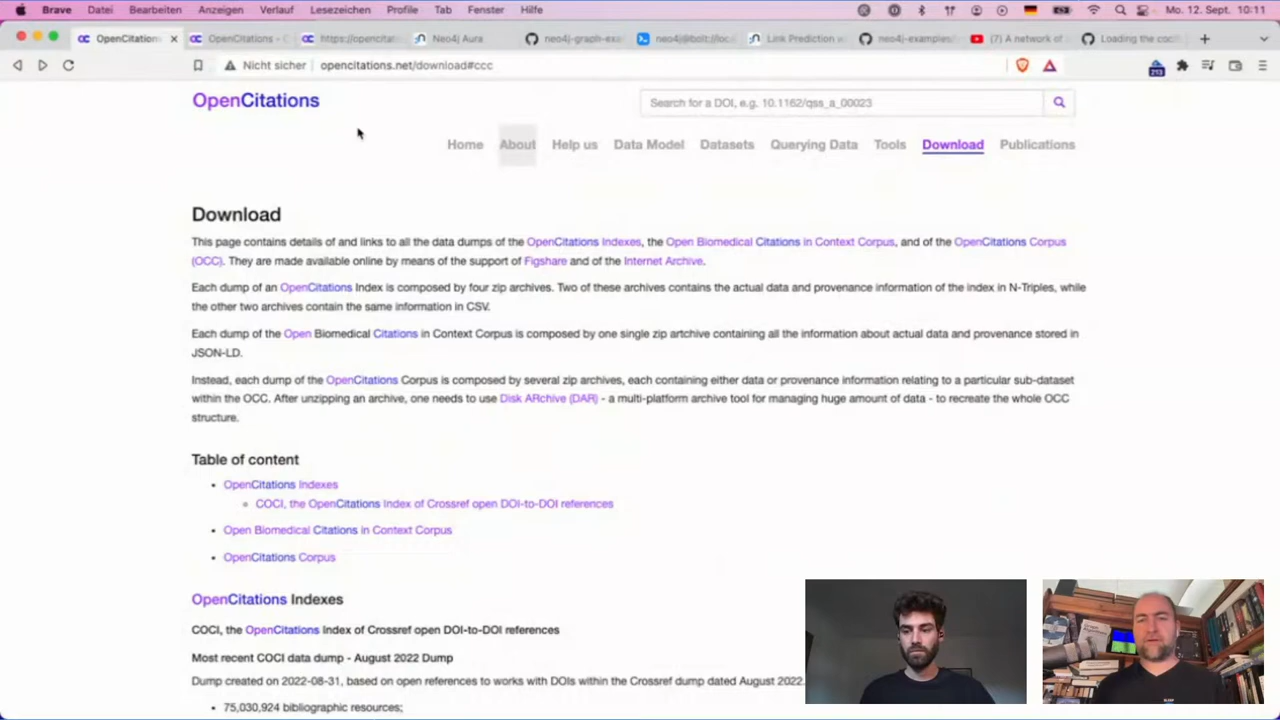 Brave Datei Bearbeiten Anzeigen Verlauf Lesezeichen Profile Tab Fenster Hilfe Mo. 12. Sept. 10:11
OpenCitations OpenCitations - C https://opencitat Neo4j Aura neo4j-graph-exa neo4j@bolt://loc Link Prediction w neo4j-examples/ (7) A network of Loading the coc
Nicht sicher opencitations.net/download#ccc 213
OpenCitations
Search for a DOI, e.g. 10.1162/qss_a_00023
Home About Help us Data Model Datasets Querying Data Tools Download Publications
Download
This page contains details of and links to all the data dumps of the OpenCitations Indexes, the Open Biomedical Citations in Context Corpus, and of the OpenCitations Corpus
(OCC). They are made available online by means of the support of Figshare and of the Internet Archive.
Each dump of an OpenCitations Index is composed by four zip archives. Two of these archives contains the actual data and provenance information of the index in N-Triples, while
the other two archives contain the same information in CSV.
Each dump of the Open Biomedical Citations in Context Corpus is composed by one single zip artchive containing all the information about actual data and provenance stored in
JSON-LD.
Instead, each dump of the OpenCitations Corpus is composed by several zip archives, each containing either data or provenance information relating to a particular sub-dataset
within the OCC. After unzipping an archive, one needs to use Disk ARchive (DAR) - a multi-platform archive tool for managing huge amount of data - to recreate the whole OCC
structure.
Table of content
OpenCitations Indexes
COCI, the OpenCitations Index of Crossref open DOI-to-DOI references
Open Biomedical Citations in Context Corpus
OpenCitations Corpus
OpenCitations Indexes
COCI, the OpenCitations Index of Crossref open DOI-to-DOI references
Most recent COCI data dump - August 2022 Dump
Dump created on 2022-08-31, based on open references to works with DOIs within the Crossref dump dated August 2022.
75,030,924 bibliographic resources;